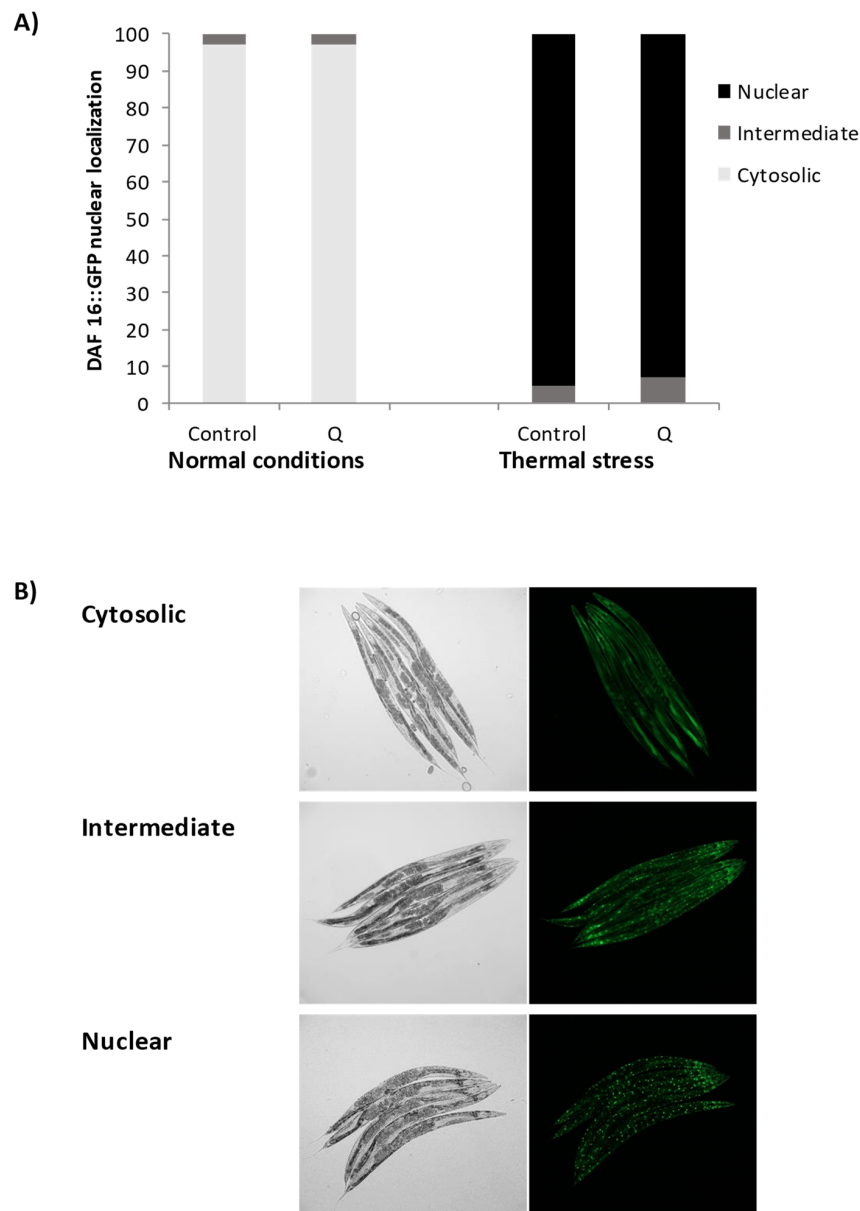 A)
DAF 16::GFP nuclear localization
100
90
80
70
60
50
40
30
20
10
0
Control
Q
Control
Q
Normal conditions
Thermal stress
Nuclear
Intermediate
Cytosolic
B)
Cytosolic
Intermediate
Nuclear